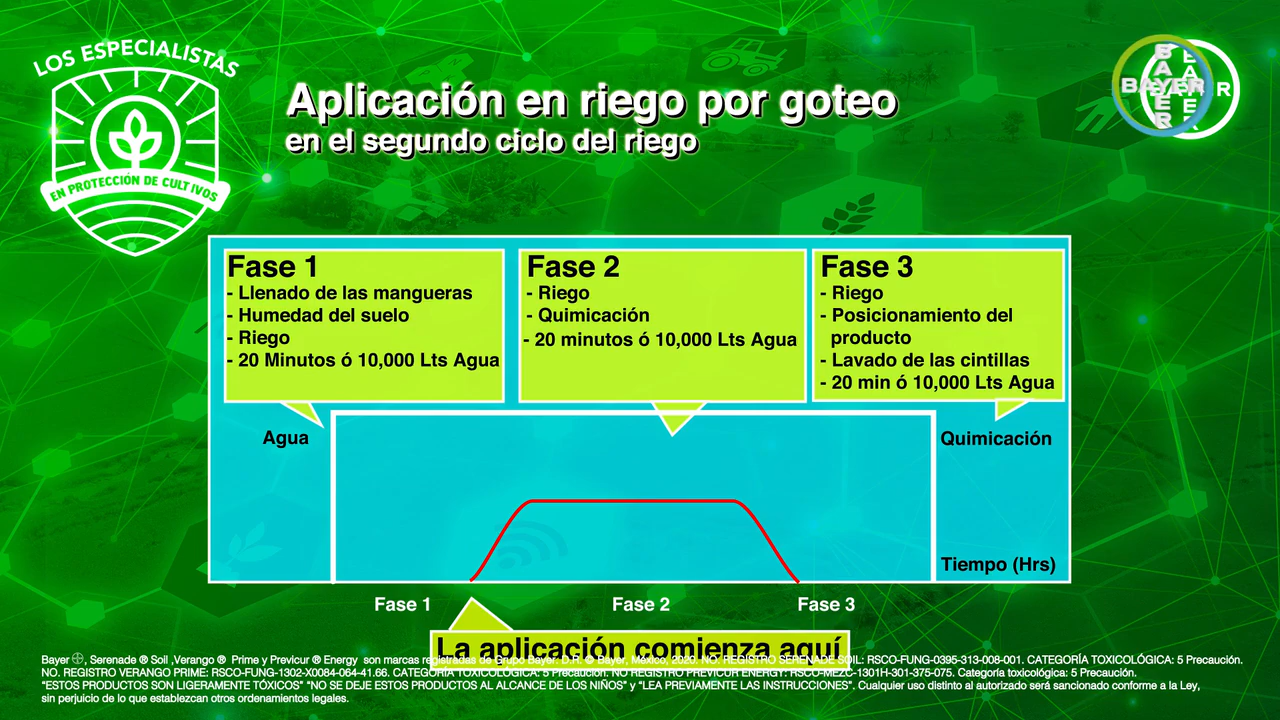 LOS ESPECIALISTAS
EN PROTECCIÓN DE CULTIVOS
Aplicación en riego por goteo
en el segundo ciclo del riego
BAYER
BAYER
Fase 1
- Llenado de las mangueras
- Humedad del suelo
- Riego
- 20 Minutos ó 10,000 Lts Agua
Fase 2
- Riego
- Quimicación
- 20 minutos ó 10,000 Lts Agua
Fase 3
- Riego
- Posicionamiento del
producto
- Lavado de las cintillas
- 20 min ó 10,000 Lts Agua
Agua
Quimicación
Tiempo (Hrs)
Fase 1
Fase 2
Fase 3
La aplicación comienza aquí
Bayer, Serenade ® Soil ,Verango ® Prime y Previcur ® Energy son marcas registradas de Grupo Bayer. D.R. © Bayer, México, 2020. NO. REGISTRO SERENADE SOIL: RSCO-FUNG-0395-313-008-001. CATEGORÍA TOXICOLÓGICA: 5 Precaución.
NO. REGISTRO VERANGO PRIME: RSCO-FUNG-1302-X0084-064-41.66. CATEGORÍA TOXICOLÓGICA: 5 Precaución. NO REGISTRO PREVICUR ENERGY: RSCO-MEZC-1301H-301-375-075. Categoría toxicológica: 5 Precaución.
“ESTOS PRODUCTOS SON LIGERAMENTE TÓXICOS” “NO SE DEJE ESTOS PRODUCTOS AL ALCANCE DE LOS NIÑOS” y “LEA PREVIAMENTE LAS INSTRUCCIONES”. Cualquier uso distinto al autorizado será sancionado conforme a la Ley,
sin perjuicio de lo que establezcan otros ordenamientos legales.